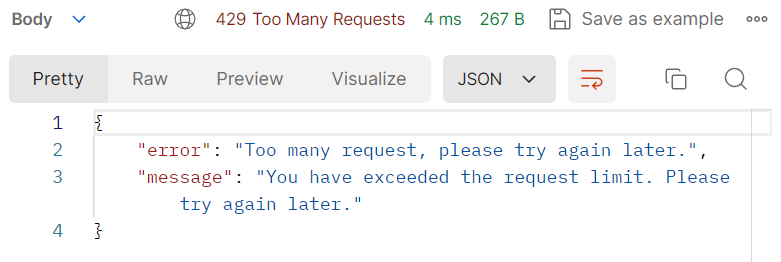 Body 429 Too Many Requests 4 ms 267 B Save as example
Pretty Raw Preview Visualize JSON
1 {
2 "error": "Too many request, please try again later.",
3 "message": "You have exceeded the request limit. Please
try again later."
4 }